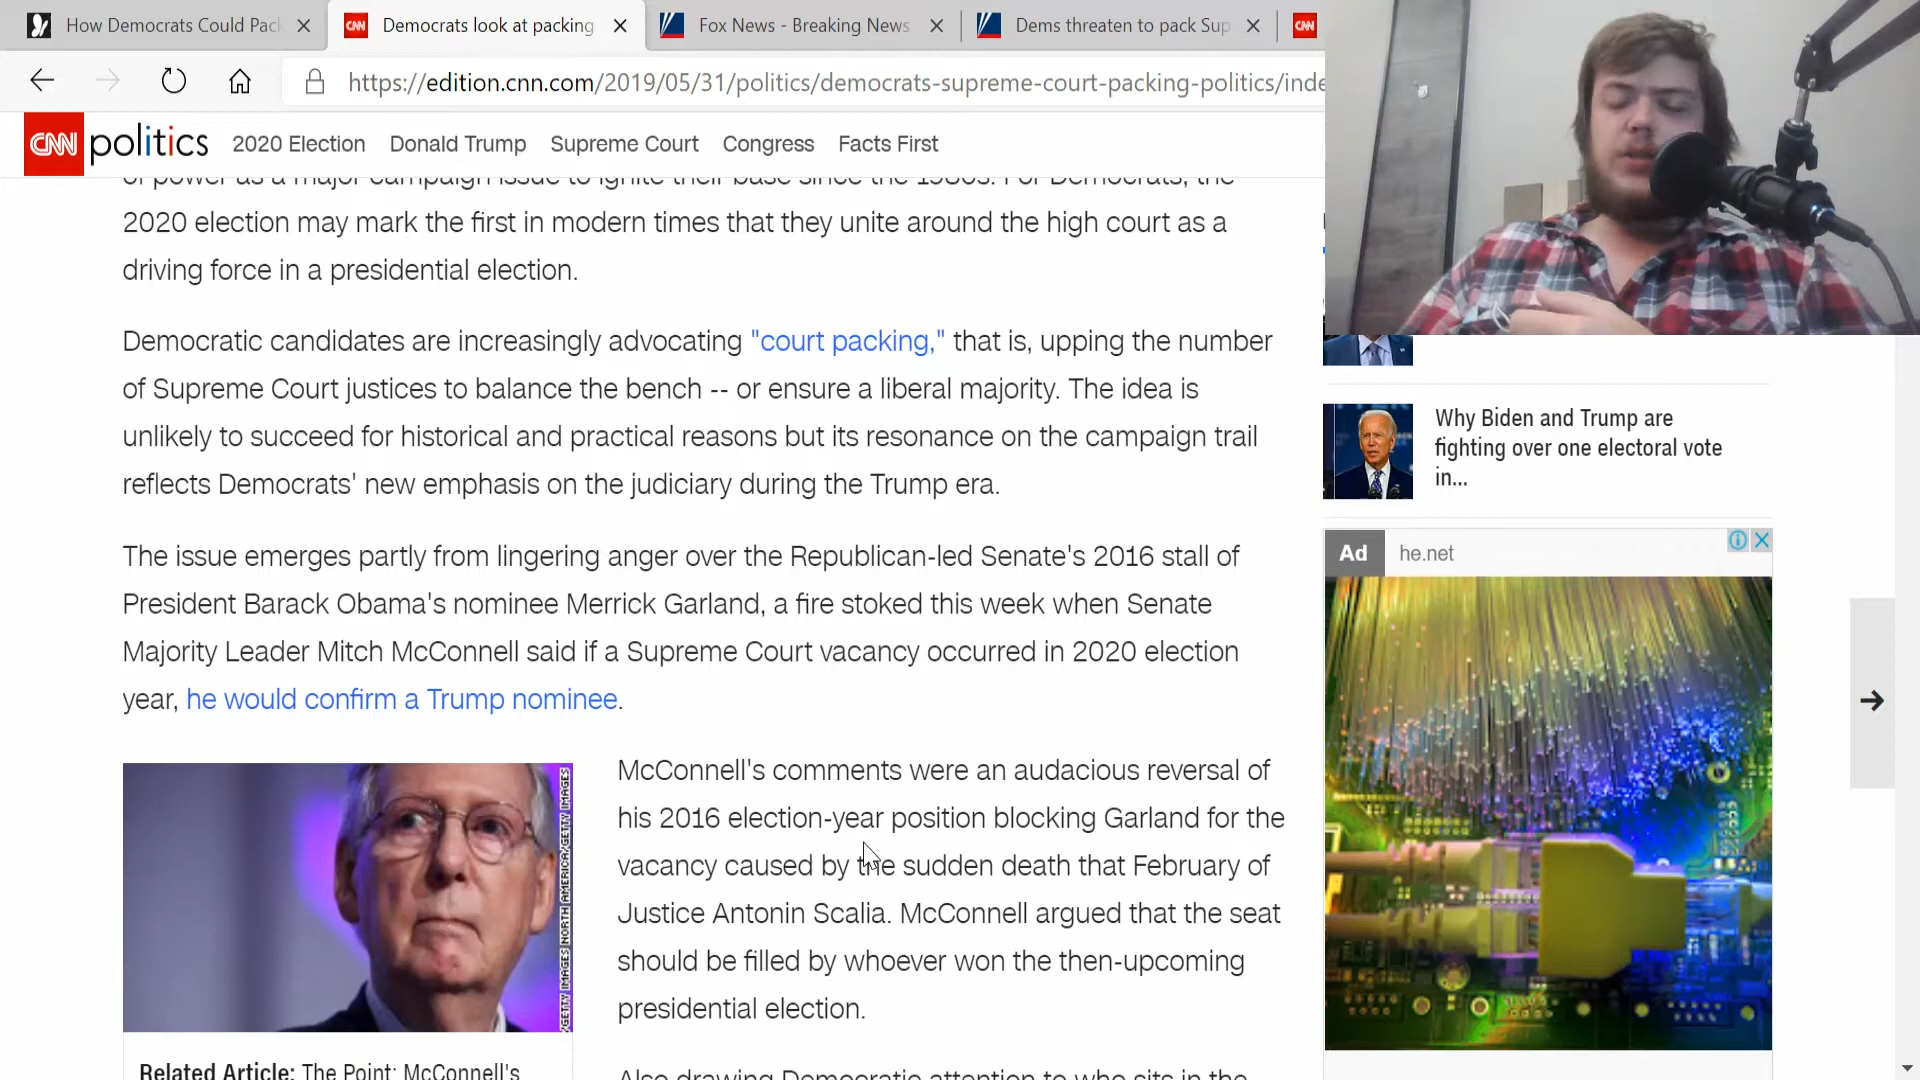 How Democrats Could Pac
Democrats look at packing
Fox News - Breaking News
Dems threaten to pack Sup
CNN
https://edition.cnn.com/2019/05/31/politics/democrats-supreme-court-packing-politics/inde
CNN politics 2020 Election Donald Trump Supreme Court Congress Facts First
of power as a major campaign issue to ignite their base since the 1980s. For Democrats, the
2020 election may mark the first in modern times that they unite around the high court as a
driving force in a presidential election.
Democratic candidates are increasingly advocating "court packing," that is, upping the number
of Supreme Court justices to balance the bench -- or ensure a liberal majority. The idea is
unlikely to succeed for historical and practical reasons but its resonance on the campaign trail
reflects Democrats' new emphasis on the judiciary during the Trump era.
The issue emerges partly from lingering anger over the Republican-led Senate's 2016 stall of
President Barack Obama's nominee Merrick Garland, a fire stoked this week when Senate
Majority Leader Mitch McConnell said if a Supreme Court vacancy occurred in 2020 election
year, he would confirm a Trump nominee.
McConnell's comments were an audacious reversal of
his 2016 election-year position blocking Garland for the
vacancy caused by the sudden death that February of
Justice Antonin Scalia. McConnell argued that the seat
should be filled by whoever won the then-upcoming
presidential election.
Also drawing Democratic attention to who sits in the
/GETTY IMAGES NORTH AMERICA/GETTY IMAGES
Related Article: The Point: McConnell's
Why Biden and Trump are
fighting over one electoral vote
in...
Ad he.net